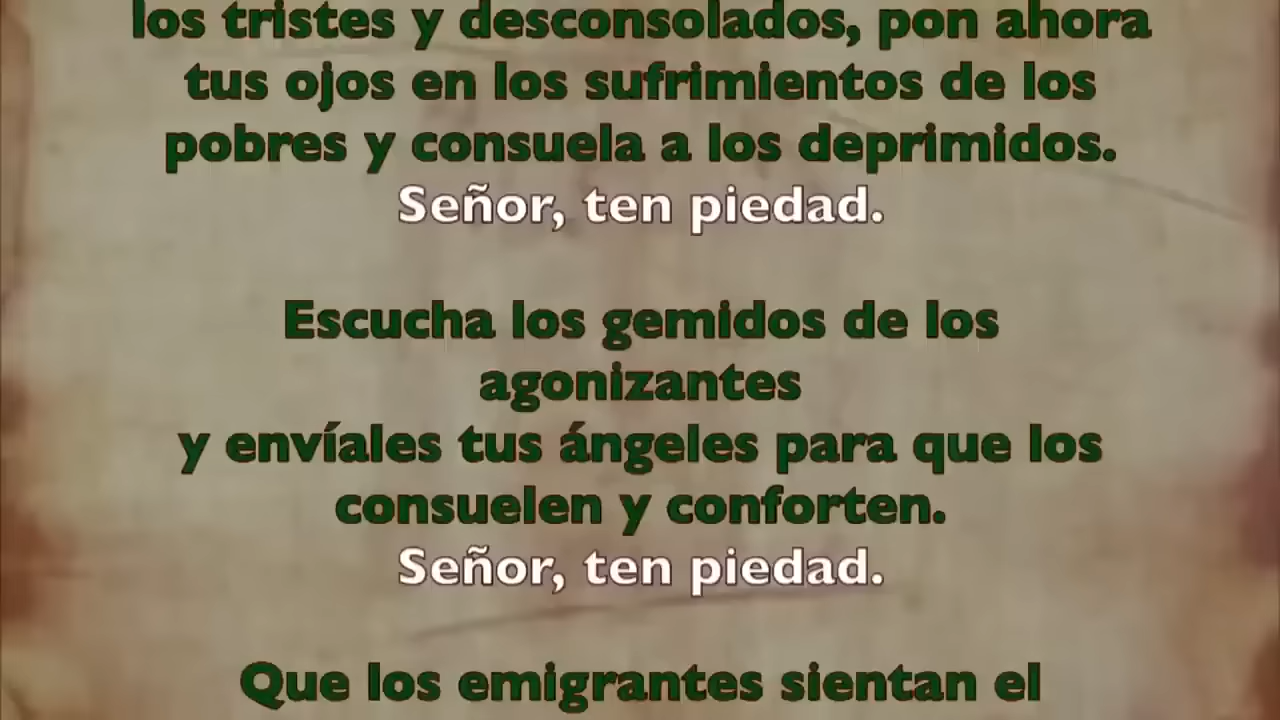 los tristes y desconsolados, pon ahora
tus ojos en los sufrimientos de los
pobres y consuela a los deprimidos.
Señor, ten piedad.
Escucha los gemidos de los
agonizantes
y envíales tus ángeles para que los
consuelen y conforten.
Señor, ten piedad.
Que los emigrantes sientan el